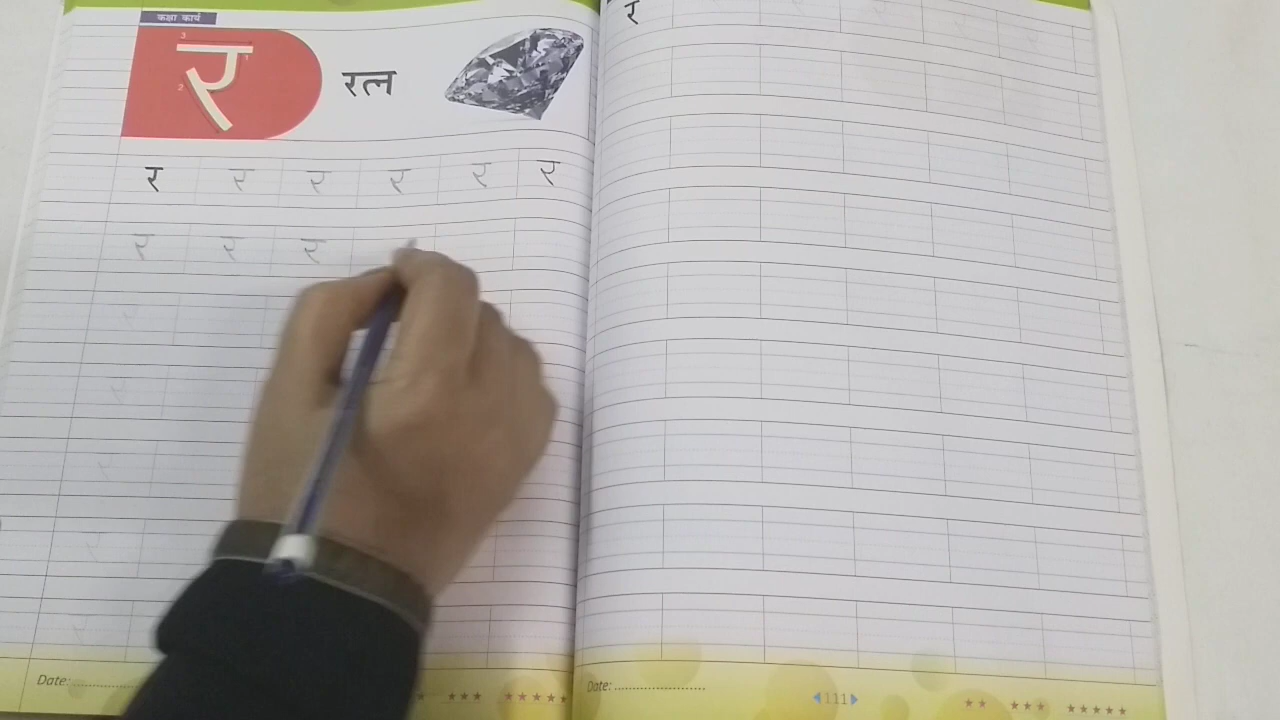 कक्षा कार्य
र
रत्न
र र र र र र
र र र
Date:
र
Date:
111